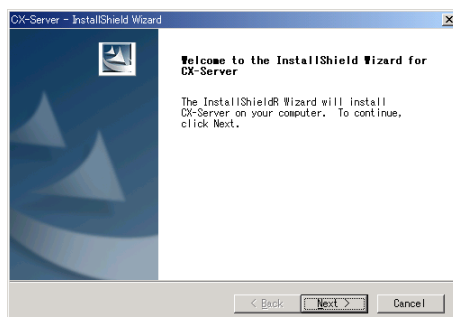 CX-Server - InstallShield Wizard
Welcome to the InstallShield Wizard for
CX-Server
The InstallShieldR Wizard will install
CX-Server on your computer.  To continue,
click Next.
< Back
Next >
Cancel